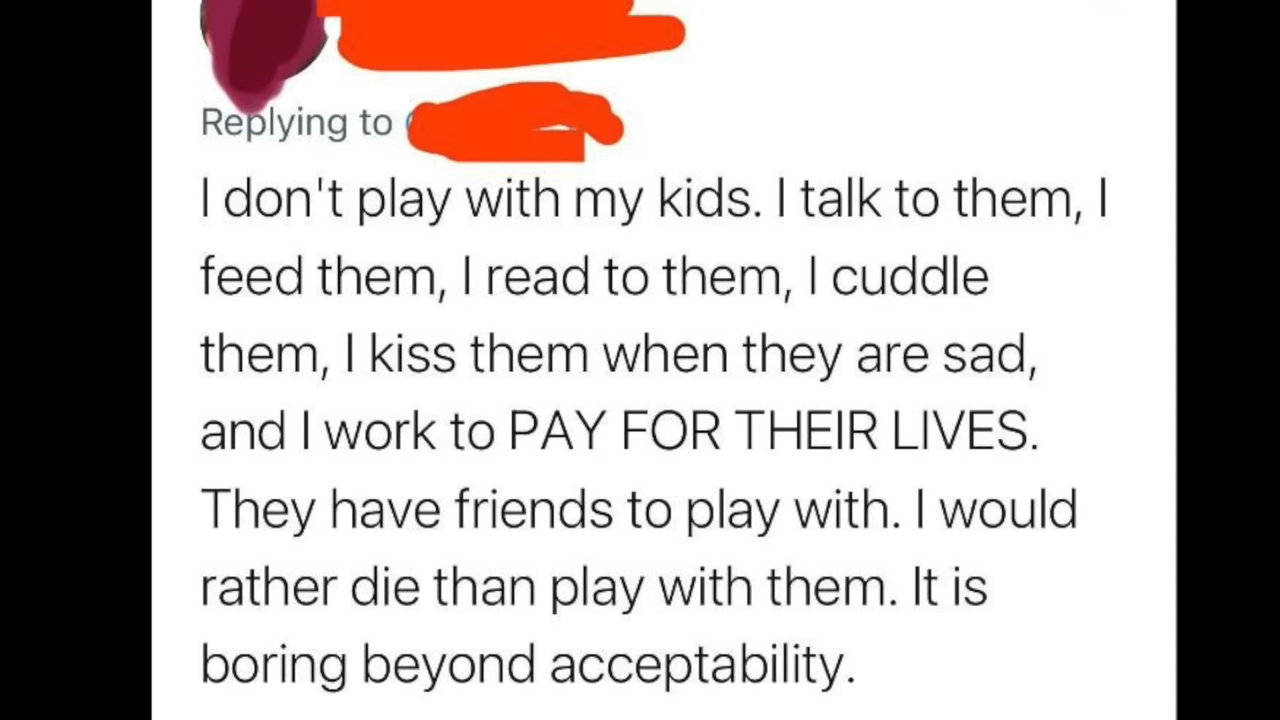 Replying to
I don't play with my kids. I talk to them, I
feed them, I read to them, I cuddle
them, I kiss them when they are sad,
and I work to PAY FOR THEIR LIVES.
They have friends to play with. I would
rather die than play with them. It is
boring beyond acceptability.